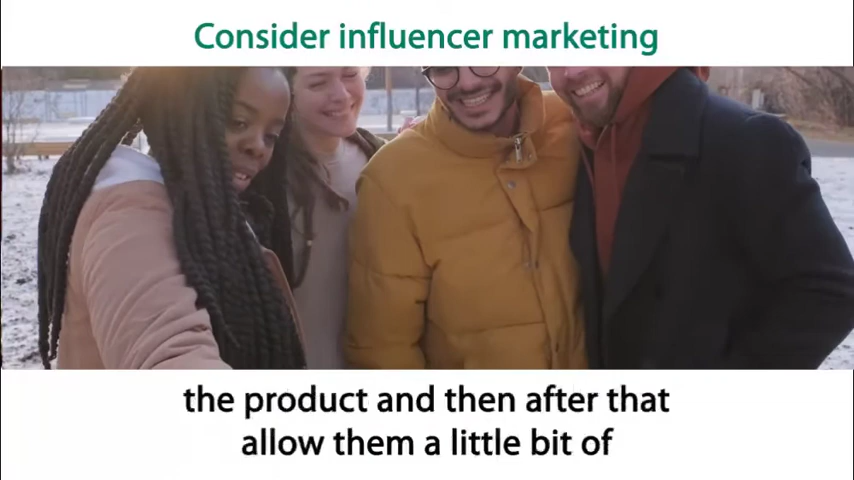 Consider influencer marketing
the product and then after that
allow them a little bit of